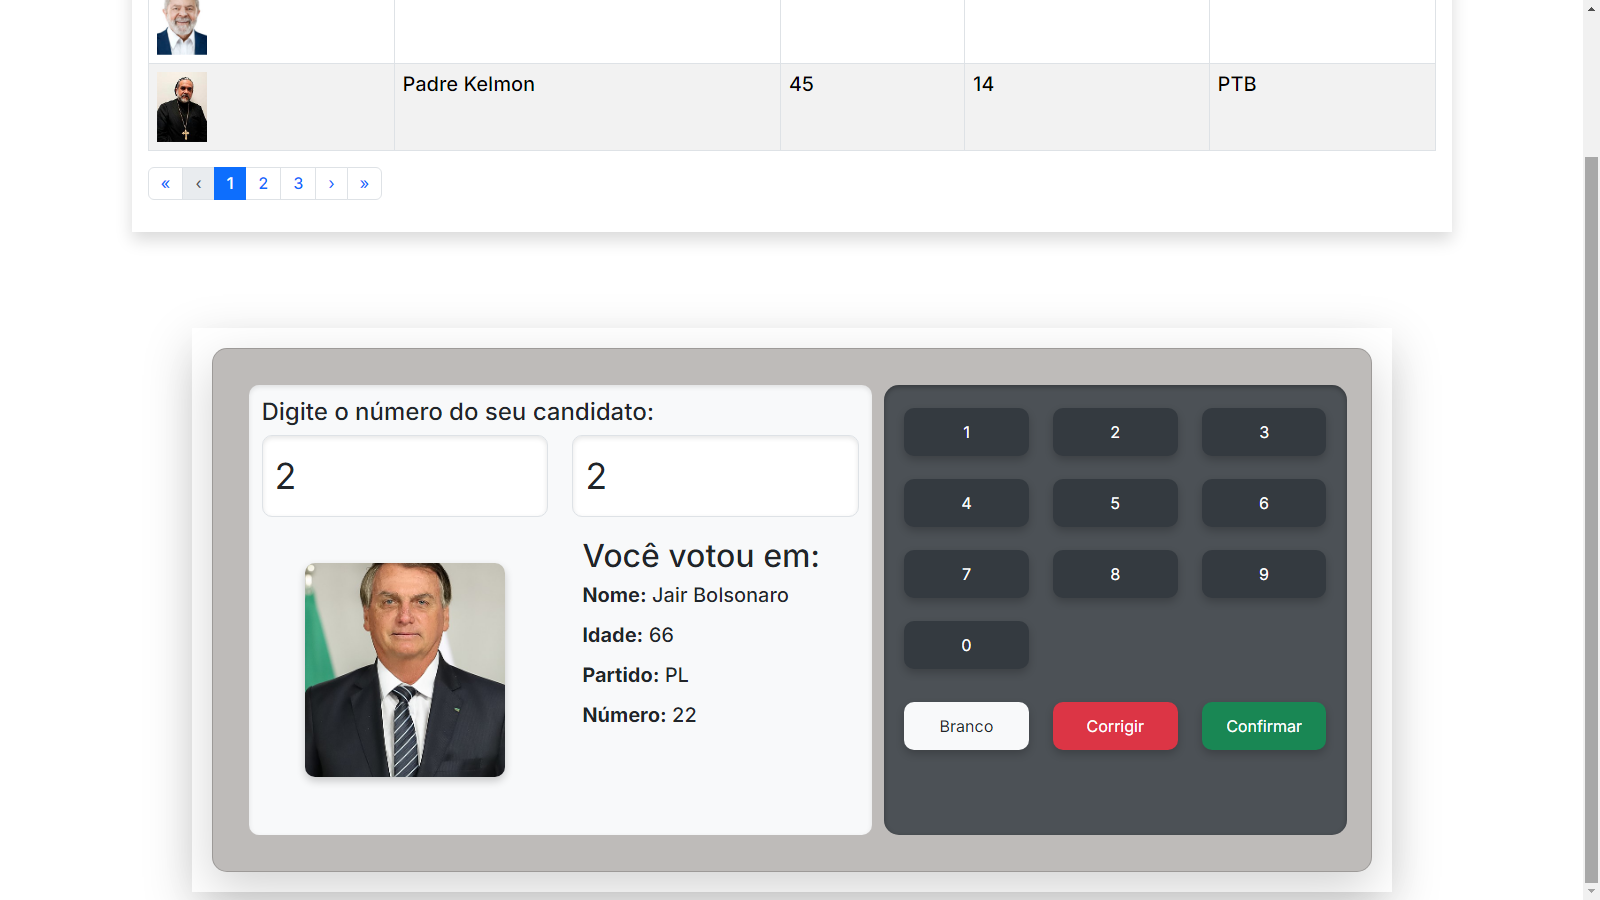 Padre Kelmon 45 14 PTB
« ‹ 1 2 3 › »
Digite o número do seu candidato:
2 2
Você votou em:
Nome: Jair Bolsonaro
Idade: 66
Partido: PL
Número: 22
1 2 3
4 5 6
7 8 9
0
Branco Corrigir Confirmar